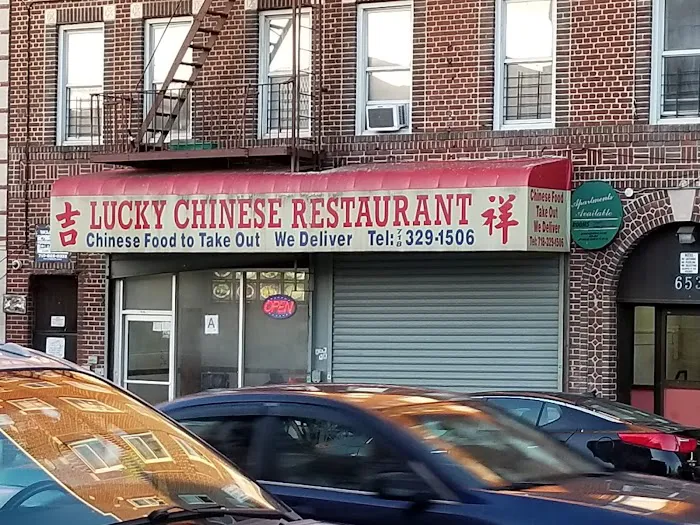 吉 LUCKY CHINESE RESTAURANT 祥
Chinese Food to Take Out We Deliver Tel: 718 329-1506
Chinese Food
Take Out
We Deliver
Tel: 718-329-1506
Apartments
Available
A
OPEN
653